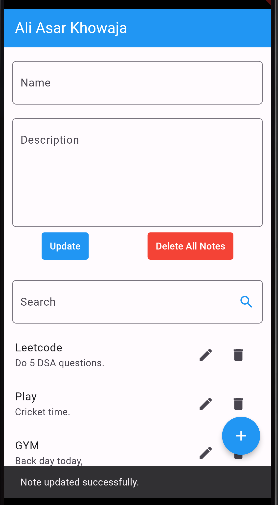 Ali Asar Khowaja
Name
Description
Update
Delete All Notes
Search
Leetcode
Do 5 DSA questions.
Play
Cricket time.
GYM
Back day today,
Note updated successfully.